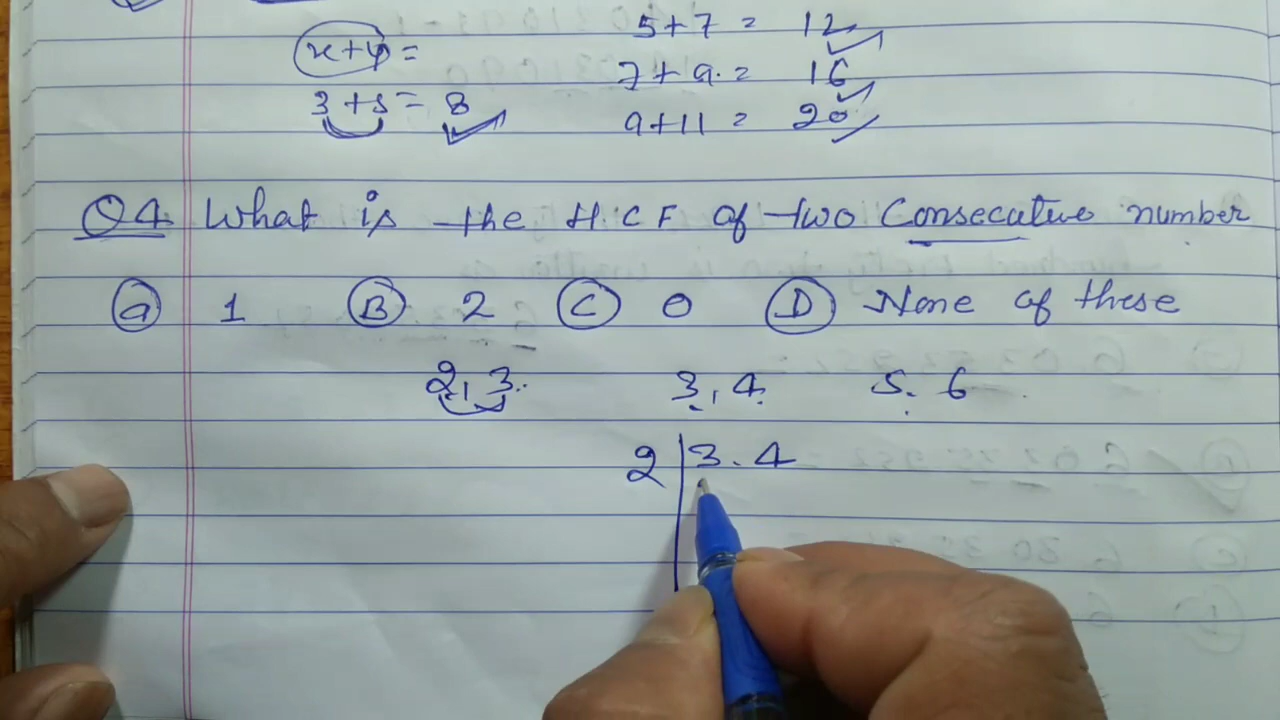 5+7 = 12
x+y =
7+9 = 16
3+5 = 8
9+11 = 20
Q4. What is the H.C.F of two Consecutive number
(a) 1 (B) 2 (C) 0 (D) None of these
2, 3. 3, 4 5. 6
2 | 3. 4